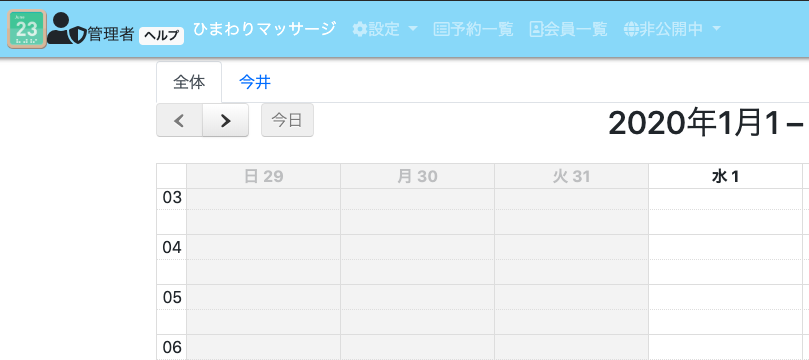 23 管理者 ヘルプ ひまわりマッサージ 設定 予約一覧 会員一覧 非公開中
全体 今井
今日 2020年1月1 –
日 29 月 30 火 31 水 1
03
04
05
06